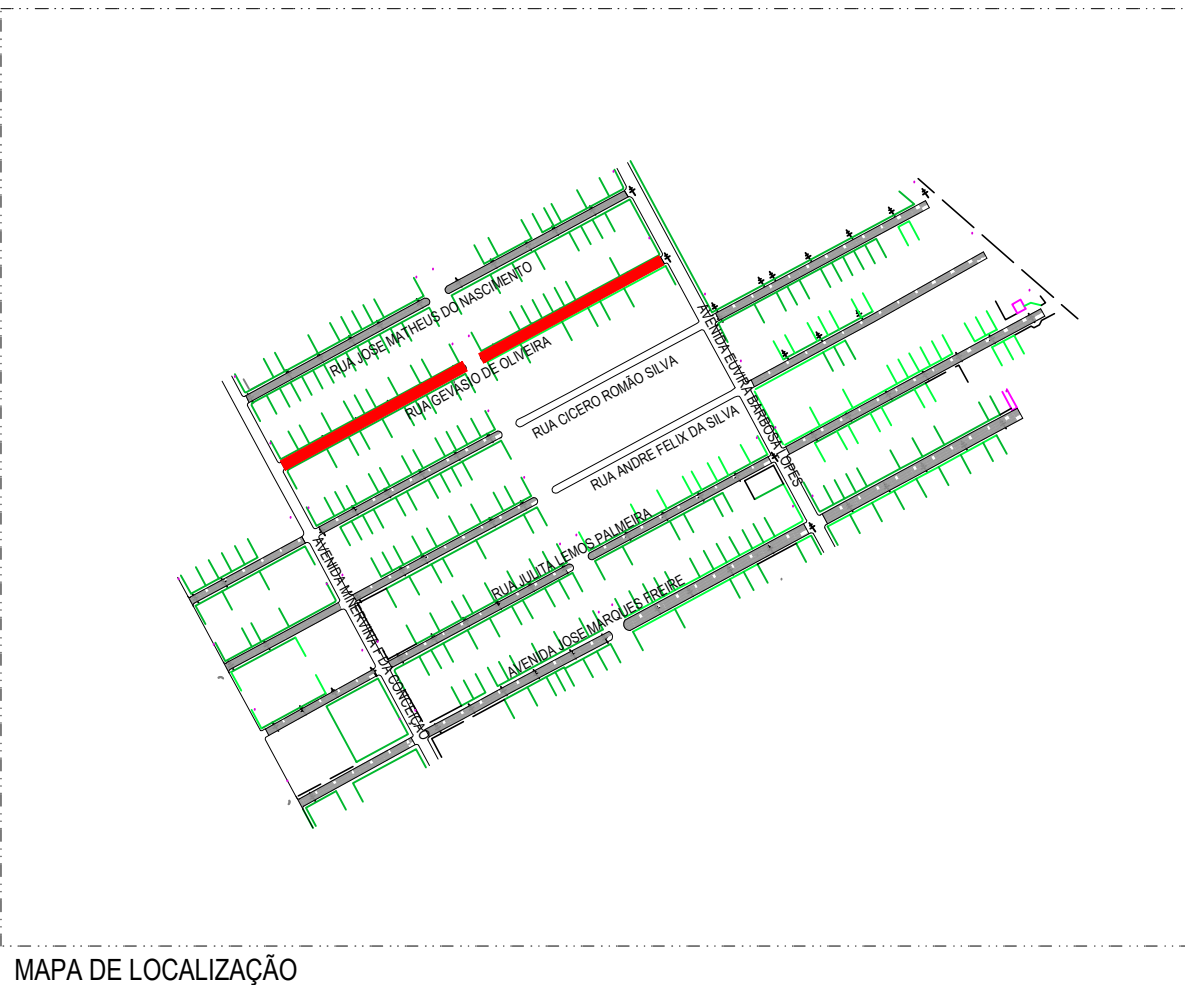 RUA JOSE MATHEUS DO NASCIMENTO
RUA GEVASIO DE OLIVEIRA
RUA CICERO ROMÃO SILVA
RUA ANDRE FELIX DA SILVA
AVENIDA ELVIRA BARBOSA LOPES
RUA JULITA LEMOS PALMEIRA
AVENIDA JOSE MARQUES FREIRE
AVENIDA MINERVINA F DA CONCEIÇÃO
MAPA DE LOCALIZAÇÃO